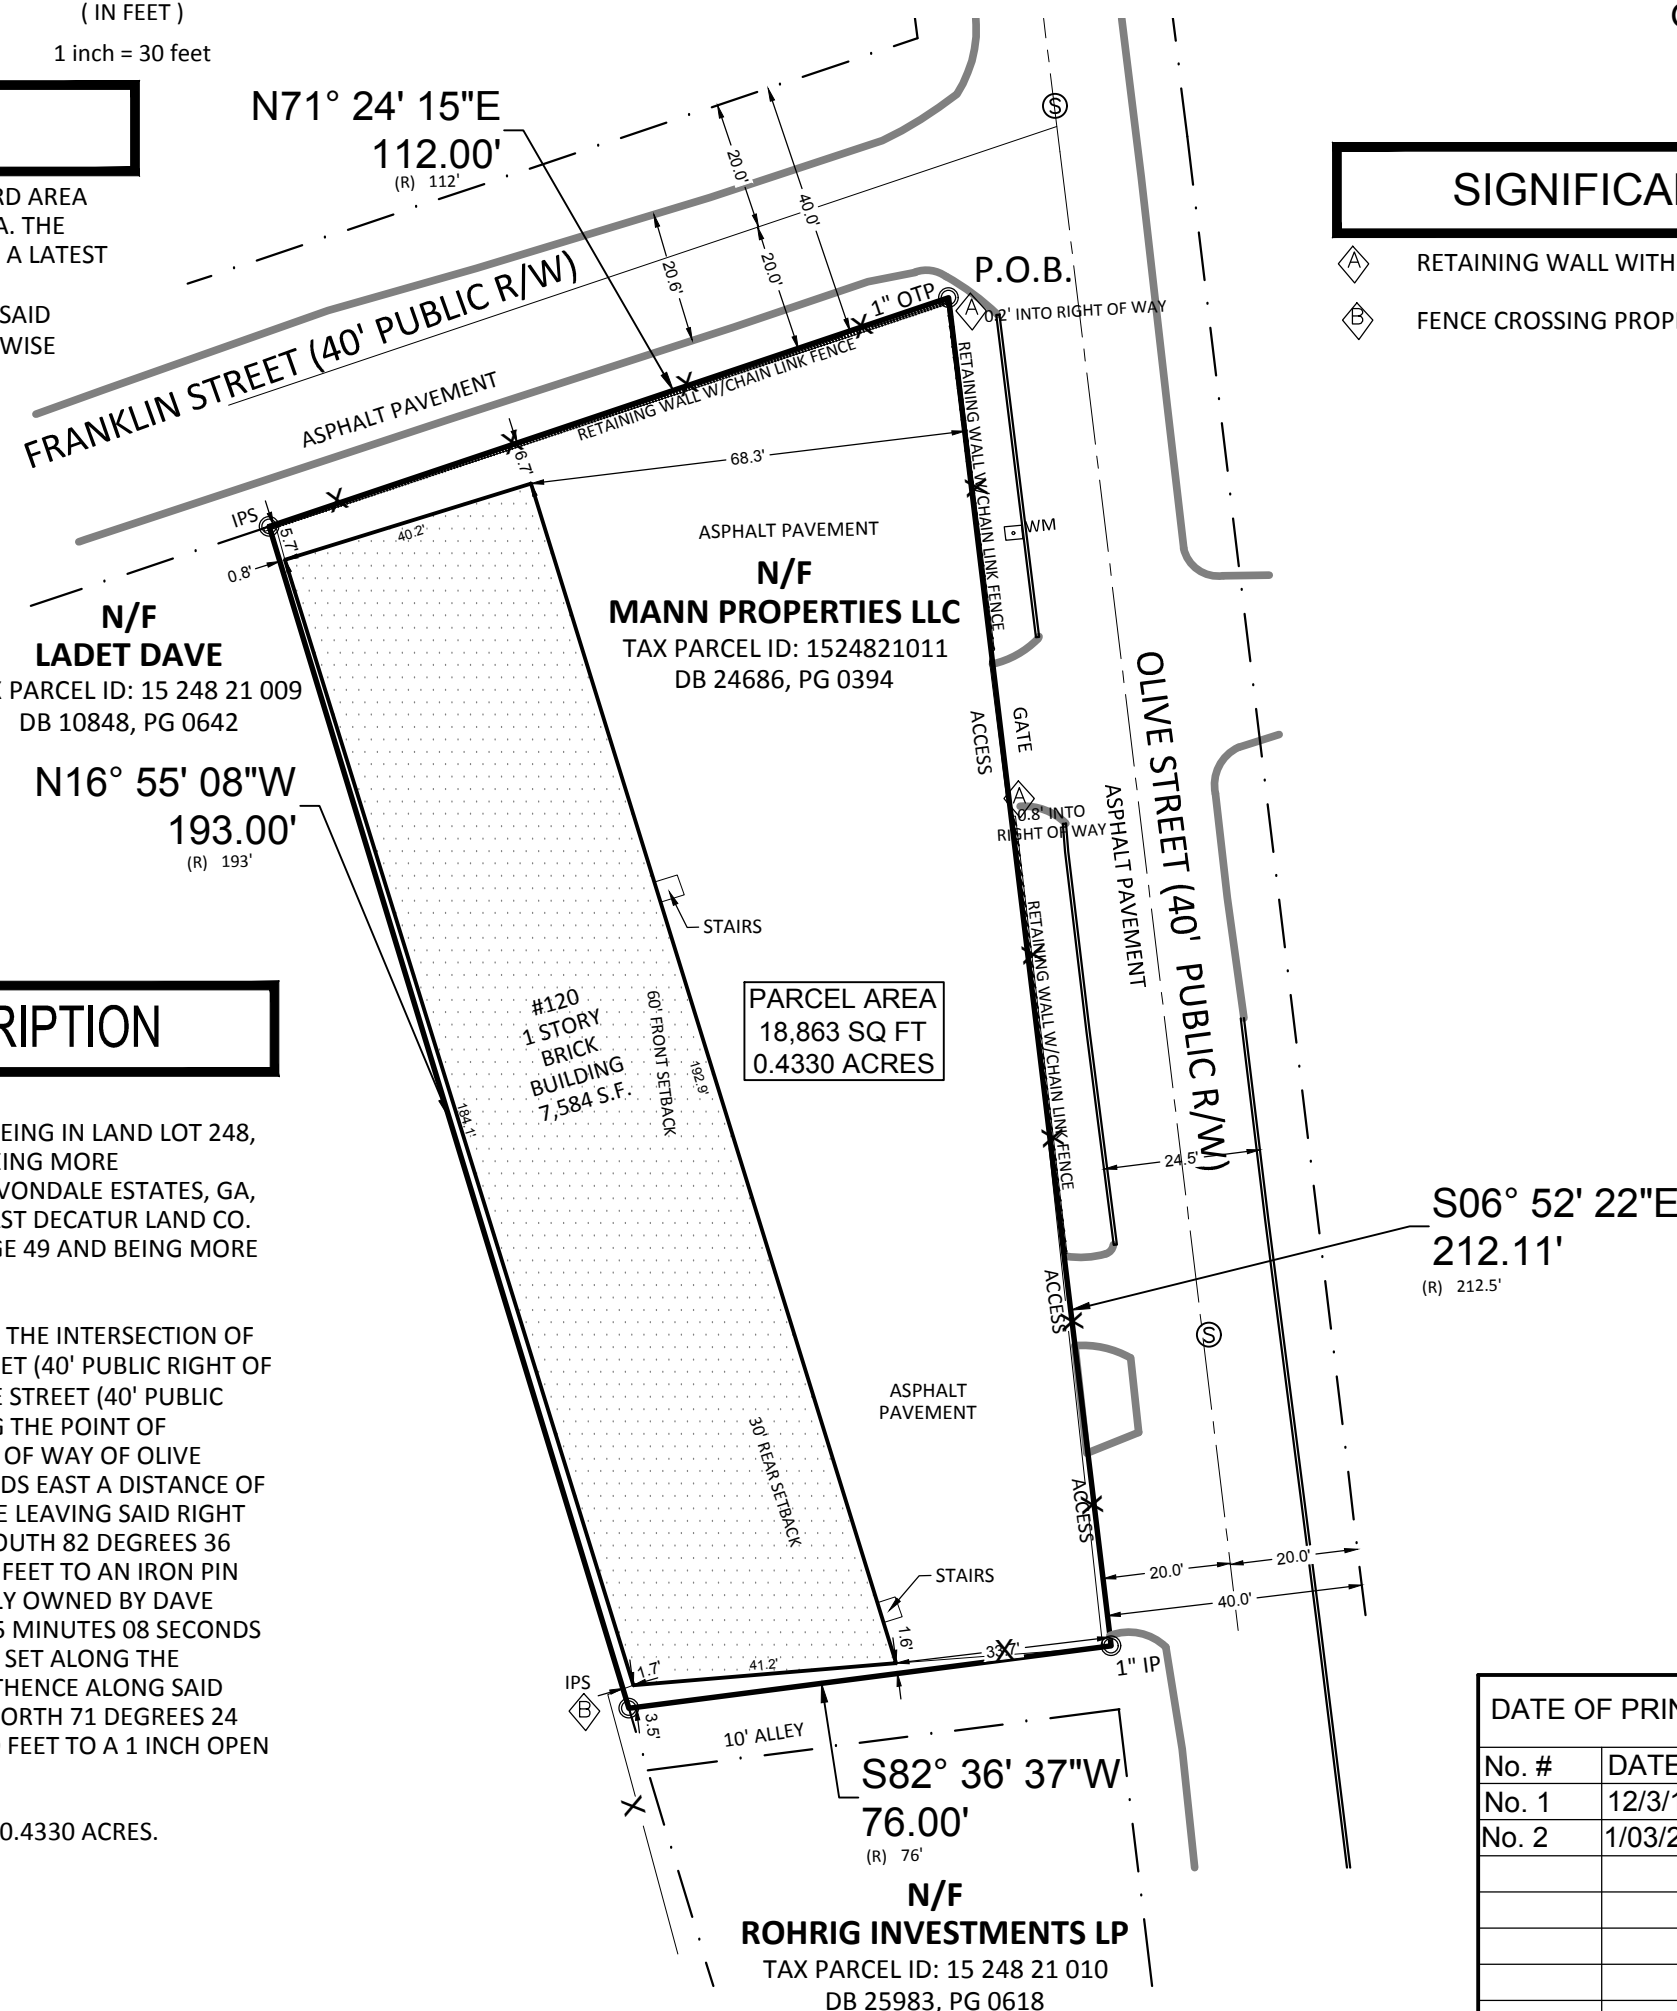 ( IN FEET )
1 inch = 30 feet
RD AREA
A. THE
A LATEST
SAID
WISE
N71° 24' 15"E
112.00'
(R) 112'
20.0'
40.0'
20.6'
20.0'
S
P.O.B.
1" OTP
A
0.2' INTO RIGHT OF WAY
FRANKLIN STREET (40' PUBLIC R/W)
ASPHALT PAVEMENT
RETAINING WALL W/CHAIN LINK FENCE
RETAINING WALL W/CHAIN LINK FENCE
SIGNIFICA
A RETAINING WALL WITH
B FENCE CROSSING PROP
6.7'
68.3'
IPS
5.7'
40.2'
0.8'
WM
ASPHALT PAVEMENT
N/F
MANN PROPERTIES LLC
TAX PARCEL ID: 1524821011
DB 24686, PG 0394
N/F
LADET DAVE
X PARCEL ID: 15 248 21 009
DB 10848, PG 0642
N16° 55' 08"W
193.00'
(R) 193'
ACCESS
GATE
A
0.8' INTO
RIGHT OF WAY
OLIVE STREET (40' PUBLIC R/W)
ASPHALT PAVEMENT
RETAINING WALL W/CHAIN LINK FENCE
STAIRS
#120
1 STORY
BRICK
BUILDING
7,584 S.F.
60' FRONT SETBACK
192.9'
184.1'
PARCEL AREA
18,863 SQ FT
0.4330 ACRES
24.5'
S06° 52' 22"E
212.11'
(R) 212.5'
ACCESS
S
ASPHALT
PAVEMENT
30' REAR SETBACK
ACCESS
STAIRS
20.0'
20.0'
40.0'
1.6'
33.7'
1" IP
1.7'
41.2'
IPS
B
3.5'
10' ALLEY
S82° 36' 37"W
76.00'
(R) 76'
N/F
ROHRIG INVESTMENTS LP
TAX PARCEL ID: 15 248 21 010
DB 25983, PG 0618
RIPTION
EING IN LAND LOT 248,
EING MORE
VONDALE ESTATES, GA,
ST DECATUR LAND CO.
GE 49 AND BEING MORE
THE INTERSECTION OF
ET (40' PUBLIC RIGHT OF
E STREET (40' PUBLIC
G THE POINT OF
OF WAY OF OLIVE
DS EAST A DISTANCE OF
E LEAVING SAID RIGHT
OUTH 82 DEGREES 36
FEET TO AN IRON PIN
LY OWNED BY DAVE
5 MINUTES 08 SECONDS
SET ALONG THE
THENCE ALONG SAID
ORTH 71 DEGREES 24
0 FEET TO A 1 INCH OPEN
0.4330 ACRES.
DATE OF PRIN
No. # DATE
No. 1 12/3/1
No. 2 1/03/2